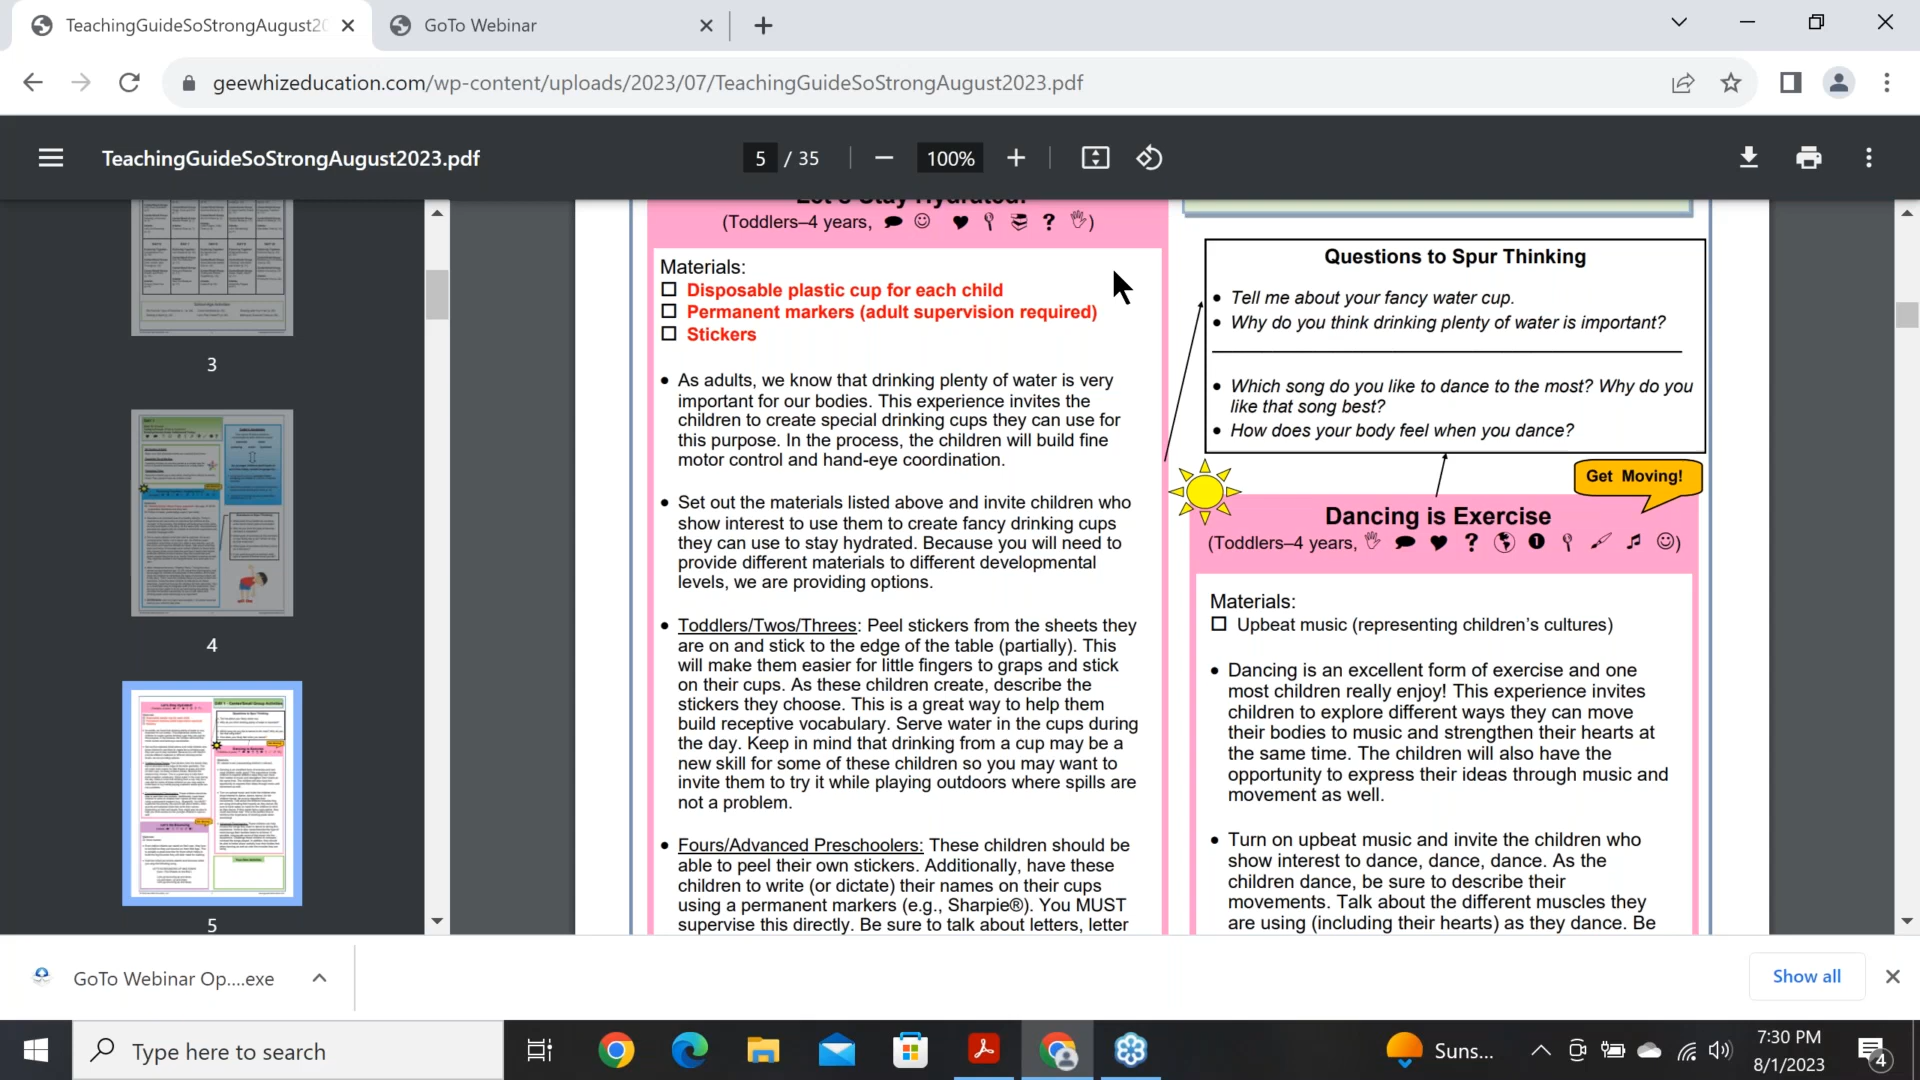 TeachingGuideSoStrongAugust20
GoTo Webinar
geewhizeducation.com/wp-content/uploads/2023/07/TeachingGuideSoStrongAugust2023.pdf
TeachingGuideSoStrongAugust2023.pdf
5 / 35
100%
3
4
5
Let's Stay Hydrated!
(Toddlers–4 years, ?)
Materials:
Disposable plastic cup for each child
Permanent markers (adult supervision required)
Stickers
• As adults, we know that drinking plenty of water is very
important for our bodies. This experience invites the
children to create special drinking cups they can use for
this purpose. In the process, the children will build fine
motor control and hand-eye coordination.
• Set out the materials listed above and invite children who
show interest to use them to create fancy drinking cups
they can use to stay hydrated. Because you will need to
provide different materials to different developmental
levels, we are providing options.
• Toddlers/Twos/Threes: Peel stickers from the sheets they
are on and stick to the edge of the table (partially). This
will make them easier for little fingers to graps and stick
on their cups. As these children create, describe the
stickers they choose. This is a great way to help them
build receptive vocabulary. Serve water in the cups during
the day. Keep in mind that drinking from a cup may be a
new skill for some of these children so you may want to
invite them to try it while playing outdoors where spills are
not a problem.
• Fours/Advanced Preschoolers: These children should be
able to peel their own stickers. Additionally, have these
children to write (or dictate) their names on their cups
using a permanent markers (e.g., Sharpie®). You MUST
supervise this directly. Be sure to talk about letters, letter
Questions to Spur Thinking
• Tell me about your fancy water cup.
• Why do you think drinking plenty of water is important?
• Which song do you like to dance to the most? Why do you
like that song best?
• How does your body feel when you dance?
Get Moving!
Dancing is Exercise
(Toddlers–4 years, ? 1)
Materials:
Upbeat music (representing children's cultures)
• Dancing is an excellent form of exercise and one
most children really enjoy! This experience invites
children to explore different ways they can move
their bodies to music and strengthen their hearts at
the same time. The children will also have the
opportunity to express their ideas through music and
movement as well.
• Turn on upbeat music and invite the children who
show interest to dance, dance, dance. As the
children dance, be sure to describe their
movements. Talk about the different muscles they
are using (including their hearts) as they dance. Be
GoTo Webinar Op....exe
Show all
Type here to search
Suns...
7:30 PM
8/1/2023
4